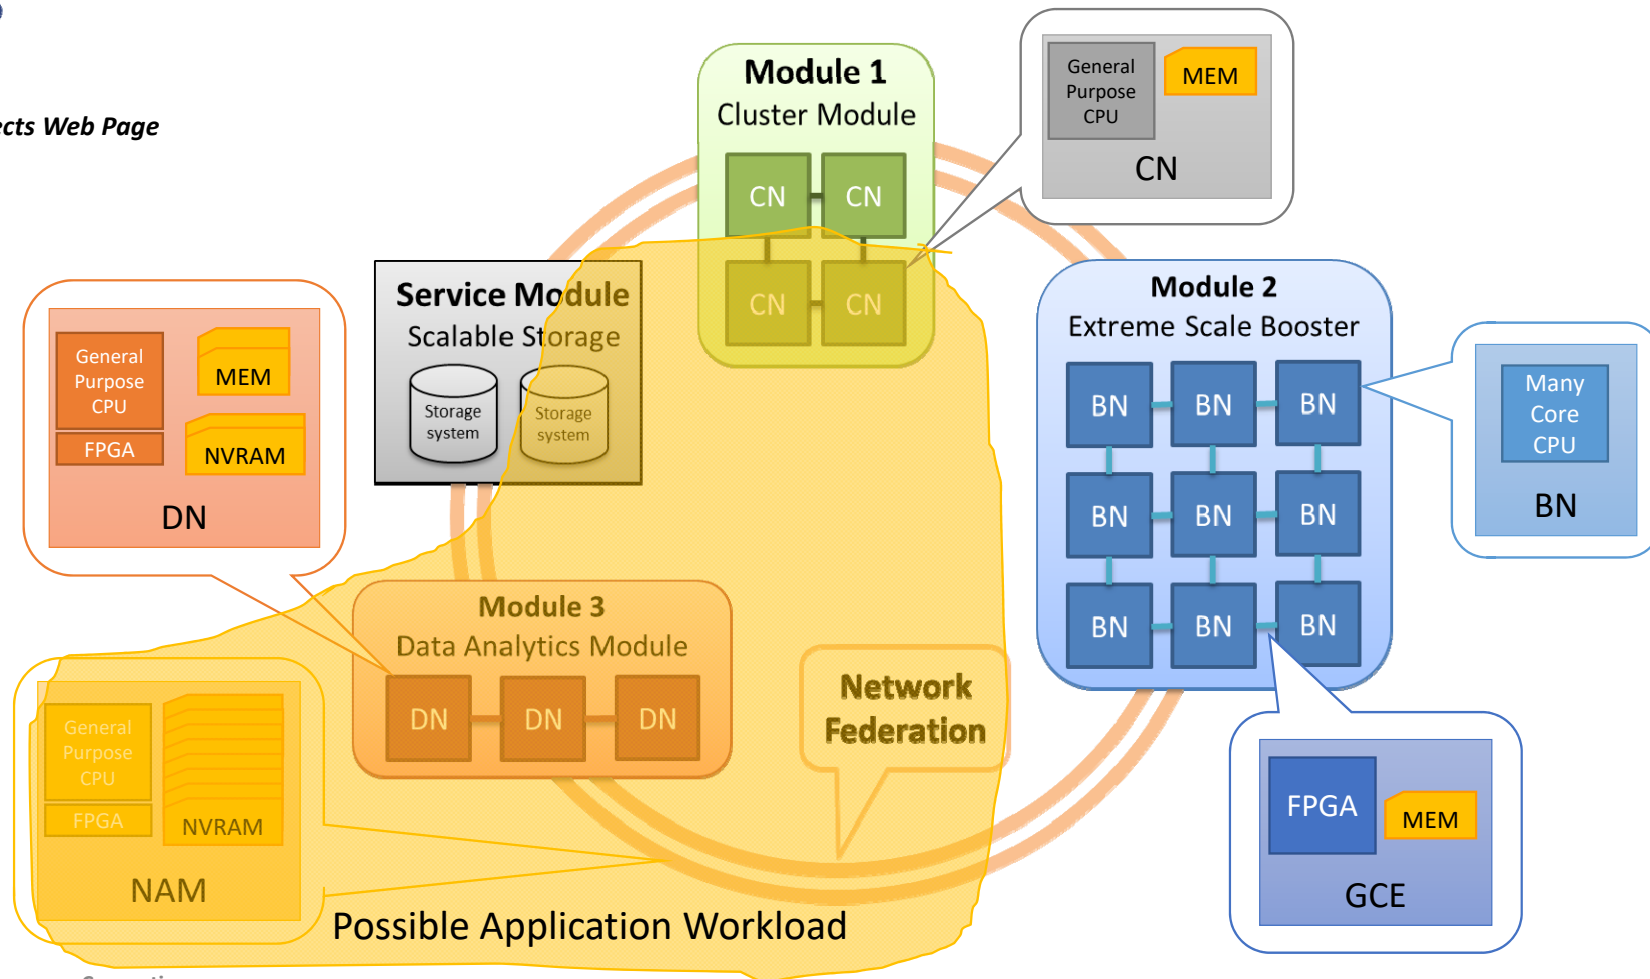 ects Web Page
Module 1
Cluster Module
CN
CN
CN
CN
General
Purpose
CPU
MEM
CN
Service Module
Scalable Storage
Storage
system
Storage
system
Module 2
Extreme Scale Booster
BN
BN
BN
BN
BN
BN
BN
BN
BN
Many
Core
CPU
BN
General
Purpose
CPU
FPGA
MEM
NVRAM
DN
Module 3
Data Analytics Module
DN
DN
DN
Network
Federation
General
Purpose
CPU
FPGA
NVRAM
NAM
FPGA
MEM
GCE
Possible Application Workload